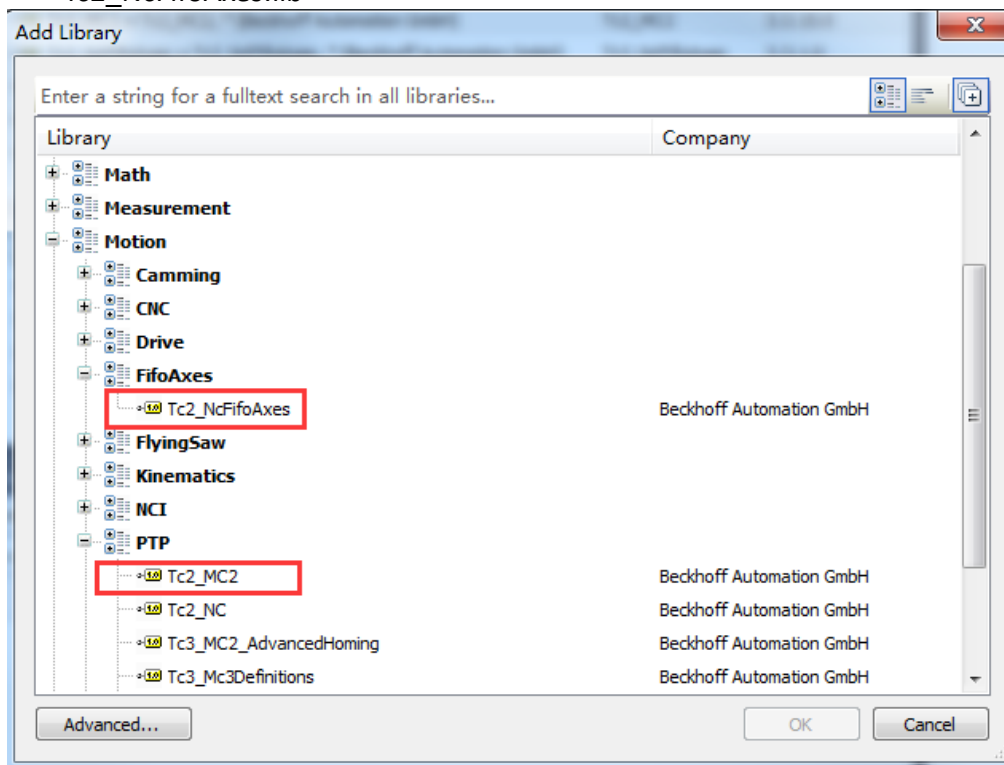 Add Library
Enter a string for a fulltext search in all libraries...
Library Company
Math
Measurement
Motion
Camming
CNC
Drive
FifoAxes
Tc2_NcFifoAxes Beckhoff Automation GmbH
FlyingSaw
Kinematics
NCI
PTP
Tc2_MC2 Beckhoff Automation GmbH
Tc2_NC Beckhoff Automation GmbH
Tc3_MC2_AdvancedHoming Beckhoff Automation GmbH
Tc3_Mc3Definitions Beckhoff Automation GmbH
Advanced... OK Cancel